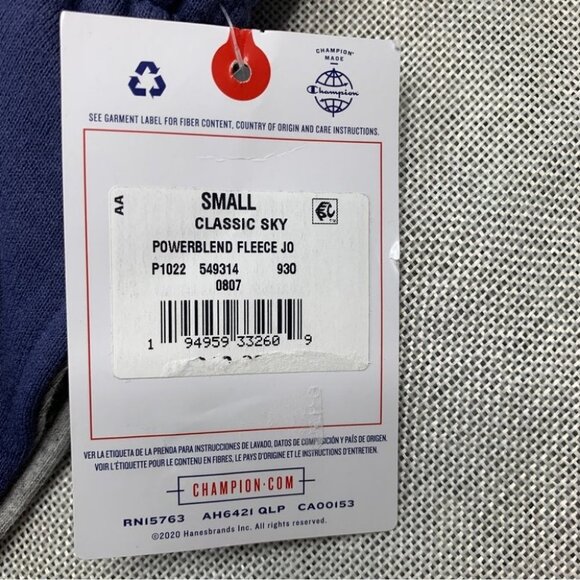 CHAMPION
MADE
Champion
SEE GARMENT LABEL FOR FIBER CONTENT, COUNTRY OF ORIGIN AND CARE INSTRUCTIONS.
AA
SMALL
CLASSIC SKY
POWERBLEND FLEECE JO
P1022 549314 930
0807
1 94959 33260 9
VER LA ETIQUETA DE LA PRENDA PARA INSTRUCCIONES DE LAVADO, DATOS DE COMPOSICIÓN Y PAÍS DE ORIGEN.
VOIR L'ÉTIQUETTE POUR LE CONTENU EN FIBRES, LE PAYS D'ORIGINE ET LE INSTRUCTIONS D'ENTRETIEN.
CHAMPION.COM
RN15763 AH6421 QLP CA00153
©2020 Hanesbrands Inc. All rights reserved.